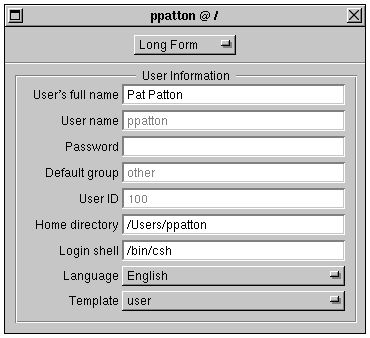 ppatton @ /
Long Form
User Information
User's full name Pat Patton
User name ppatton
Password
Default group other
User ID 100
Home directory /Users/ppatton
Login shell /bin/csh
Language English
Template user